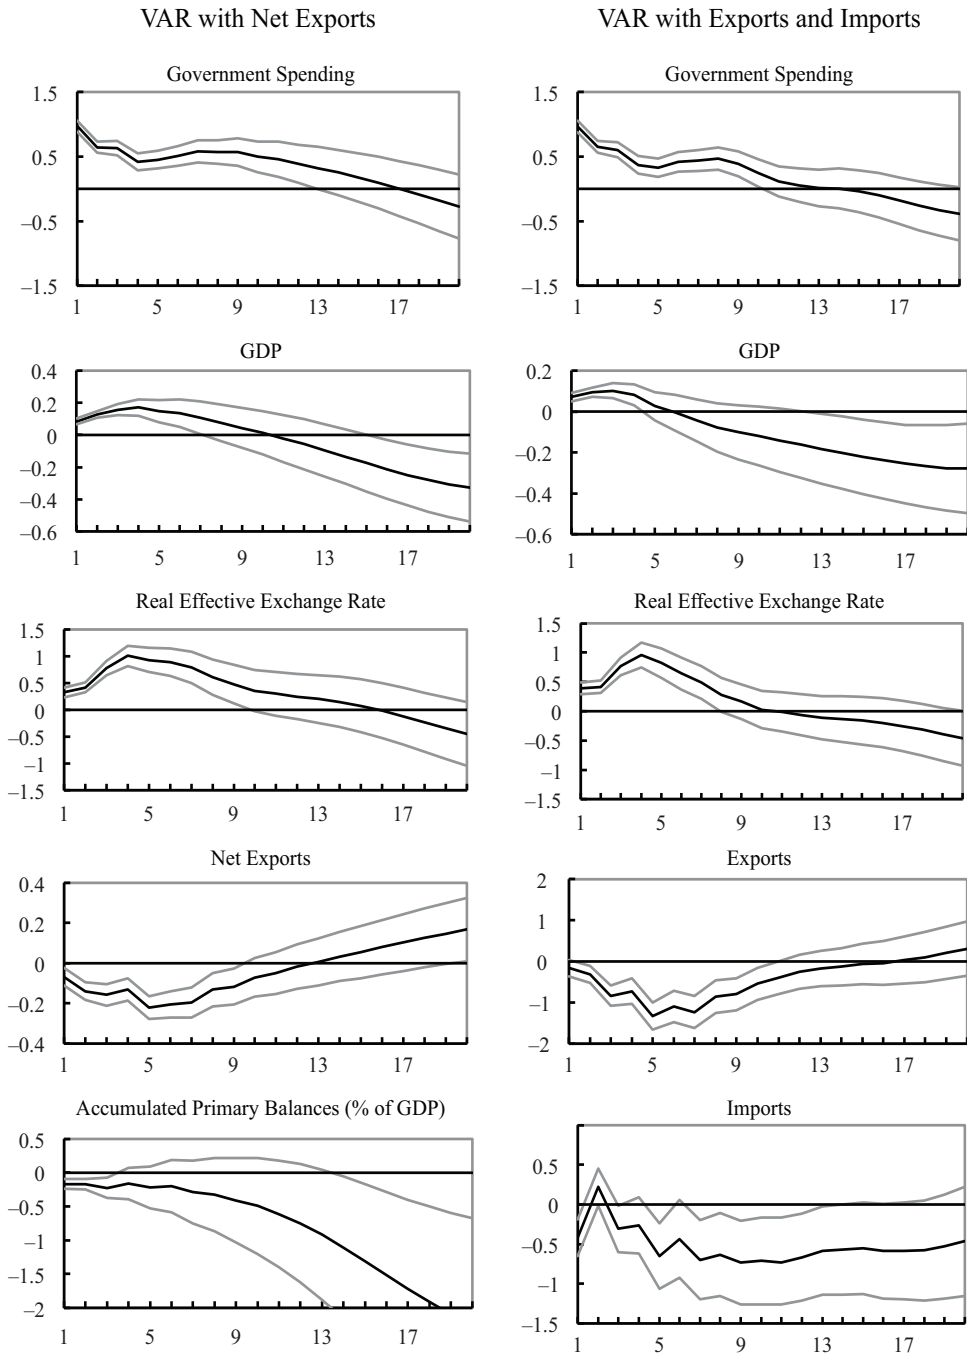 VAR with Net Exports
VAR with Exports and Imports
Government Spending
1.5
0.5
–0.5
–1.5
1 5 9 13 17
Government Spending
1.5
0.5
–0.5
–1.5
1 5 9 13 17
GDP
0.4
0.2
0
–0.2
–0.4
–0.6
1 5 9 13 17
GDP
0.2
0
–0.2
–0.4
–0.6
1 5 9 13 17
Real Effective Exchange Rate
1.5
1
0.5
0
–0.5
–1
–1.5
1 5 9 13 17
Real Effective Exchange Rate
1.5
1
0.5
0
–0.5
–1
–1.5
1 5 9 13 17
Net Exports
0.4
0.2
0
–0.2
–0.4
1 5 9 13 17
Exports
2
1
0
–1
–2
1 5 9 13 17
Accumulated Primary Balances (% of GDP)
0.5
0
–0.5
–1
–1.5
–2
1 5 9 13 17
Imports
0.5
0
–0.5
–1
–1.5
1 5 9 13 17